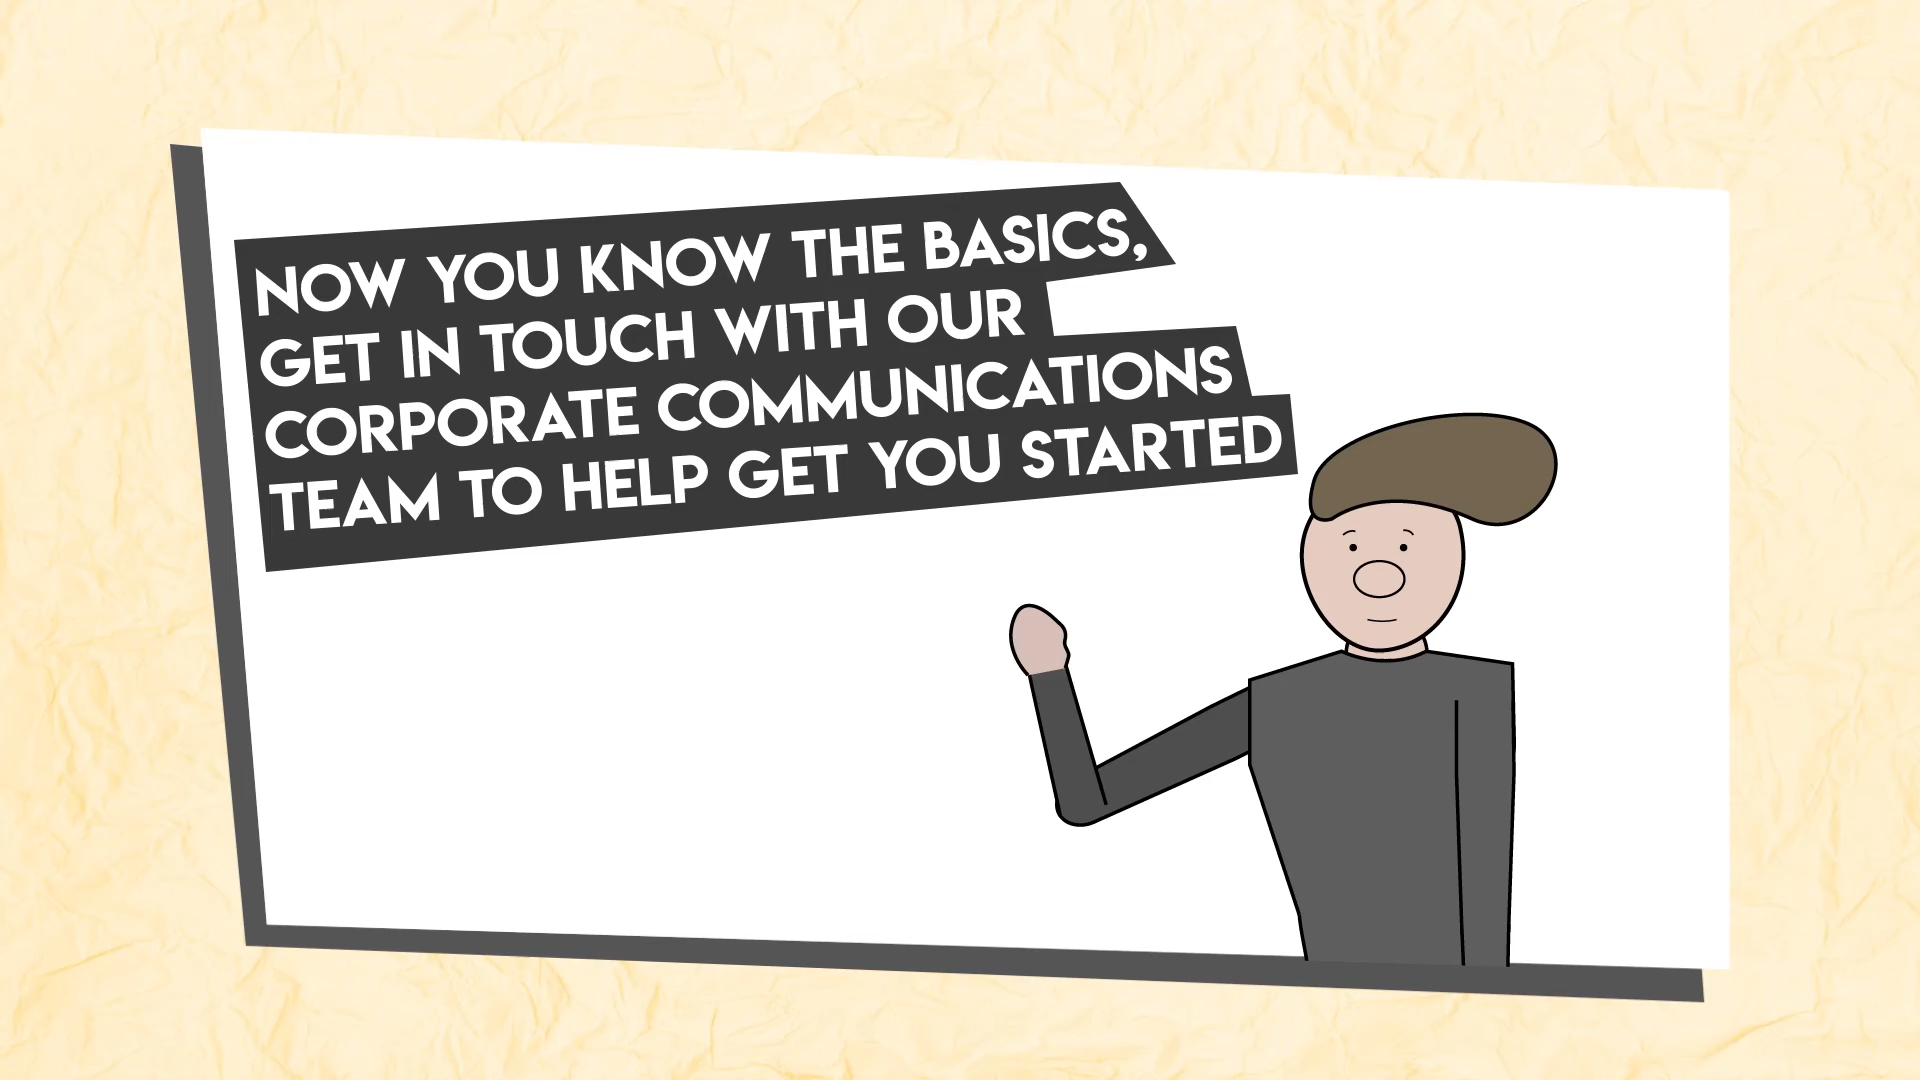 NOW YOU KNOW THE BASICS,
GET IN TOUCH WITH OUR
CORPORATE COMMUNICATIONS
TEAM TO HELP GET YOU STARTED